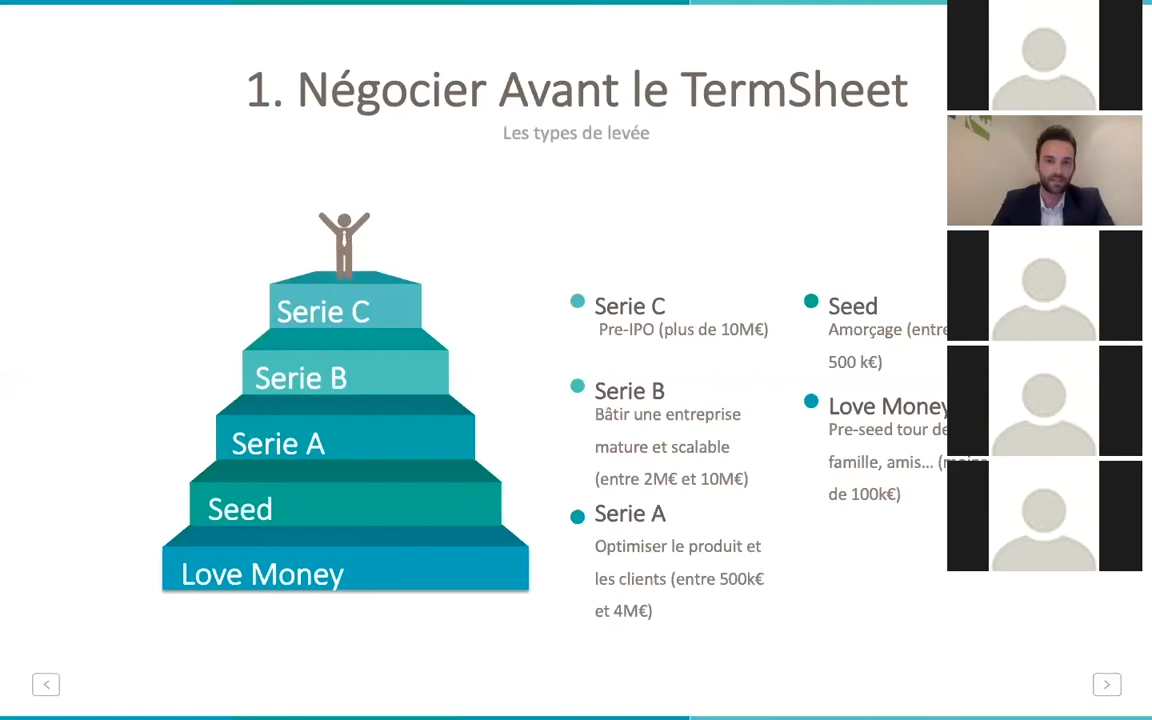 1. Négocier Avant le TermSheet
Les types de levée
Serie C
Serie B
Serie A
Seed
Love Money
Serie C
Pre-IPO (plus de 10M€)
Serie B
Bâtir une entreprise
mature et scalable
(entre 2M€ et 10M€)
Serie A
Optimiser le produit et
les clients (entre 500k€
et 4M€)
Seed
Amorçage (entre
500 k€)
Love Money
Pre-seed tour de
famille, amis...
de 100k€)